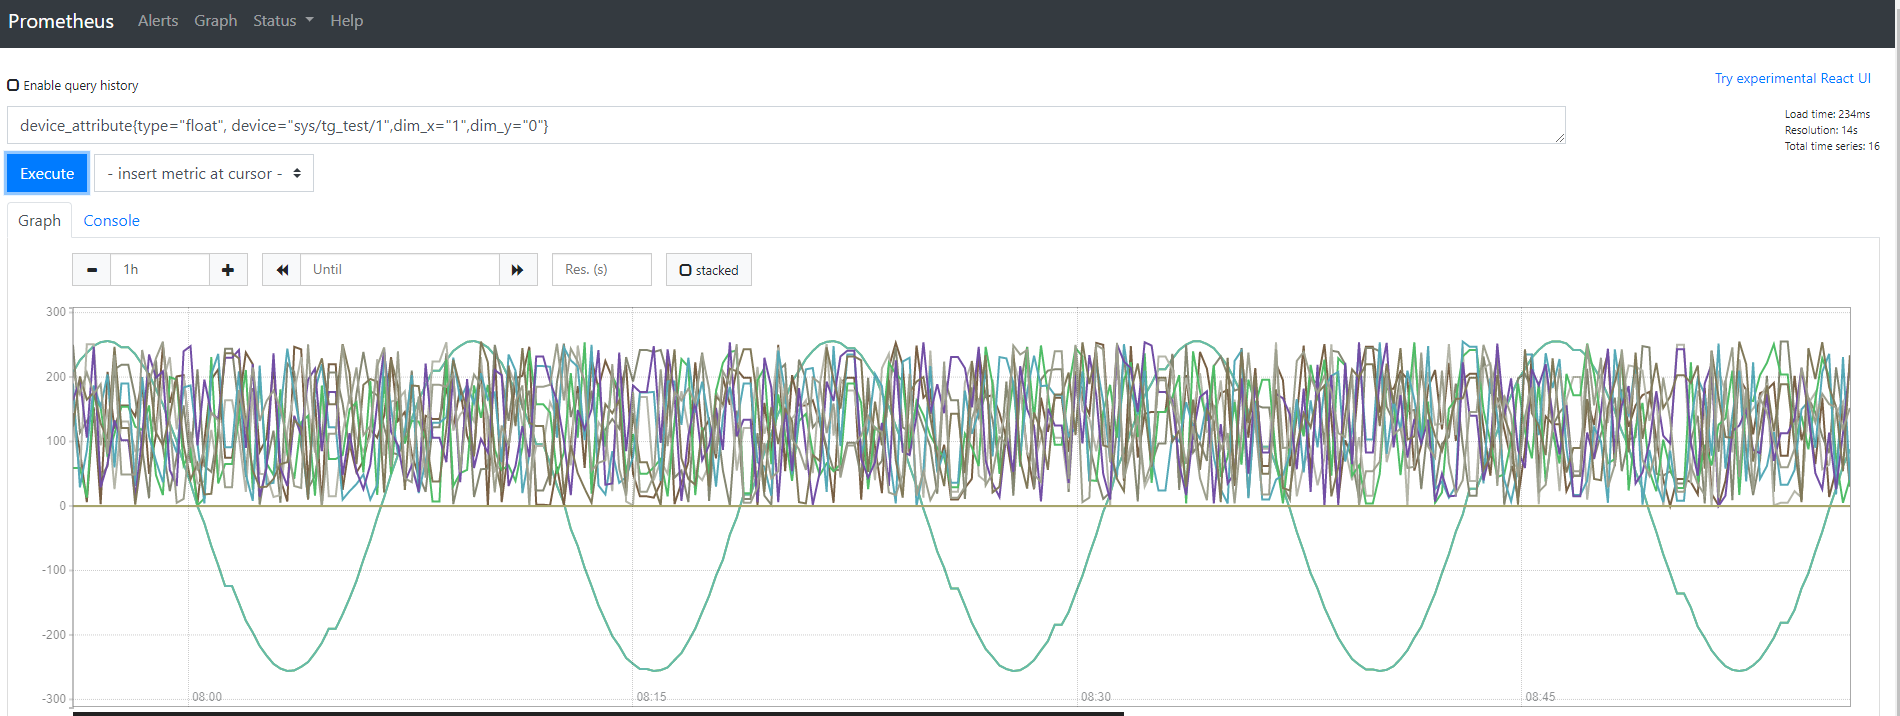 Prometheus Alerts Graph Status Help
Enable query history
Try experimental React UI
device_attribute{type="float", device="sys/tg_test/1",dim_x="1",dim_y="0"}
Load time: 234ms
Resolution: 14s
Total time series: 16
Execute - insert metric at cursor -
Graph Console
1h Until Res. (s) stacked
300
200
100
0
-100
-200
-300
08:00 08:15 08:30 08:45